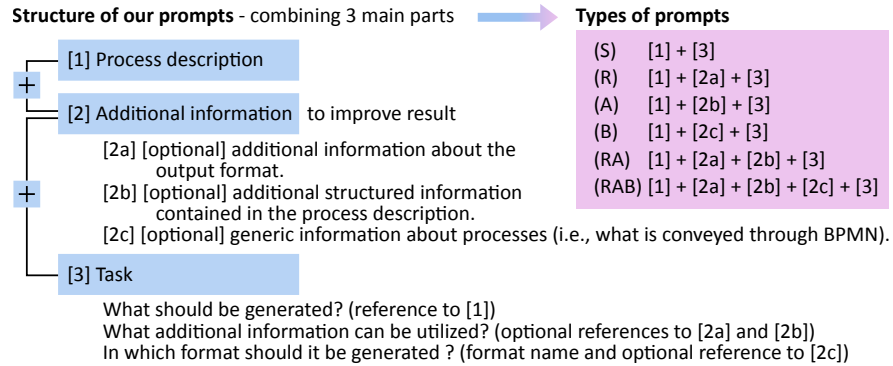 Structure of our prompts - combining 3 main parts
[1] Process description
+
[2] Additional information to improve result
[2a] [optional] additional information about the
output format.
[2b] [optional] additional structured information
contained in the process description.
[2c] [optional] generic information about processes (i.e., what is conveyed through BPMN).
+
[3] Task
What should be generated? (reference to [1])
What additional information can be utilized? (optional references to [2a] and [2b])
In which format should it be generated ? (format name and optional reference to [2c])
Types of prompts
(S) [1] + [3]
(R) [1] + [2a] + [3]
(A) [1] + [2b] + [3]
(B) [1] + [2c] + [3]
(RA) [1] + [2a] + [2b] + [3]
(RAB) [1] + [2a] + [2b] + [2c] + [3]